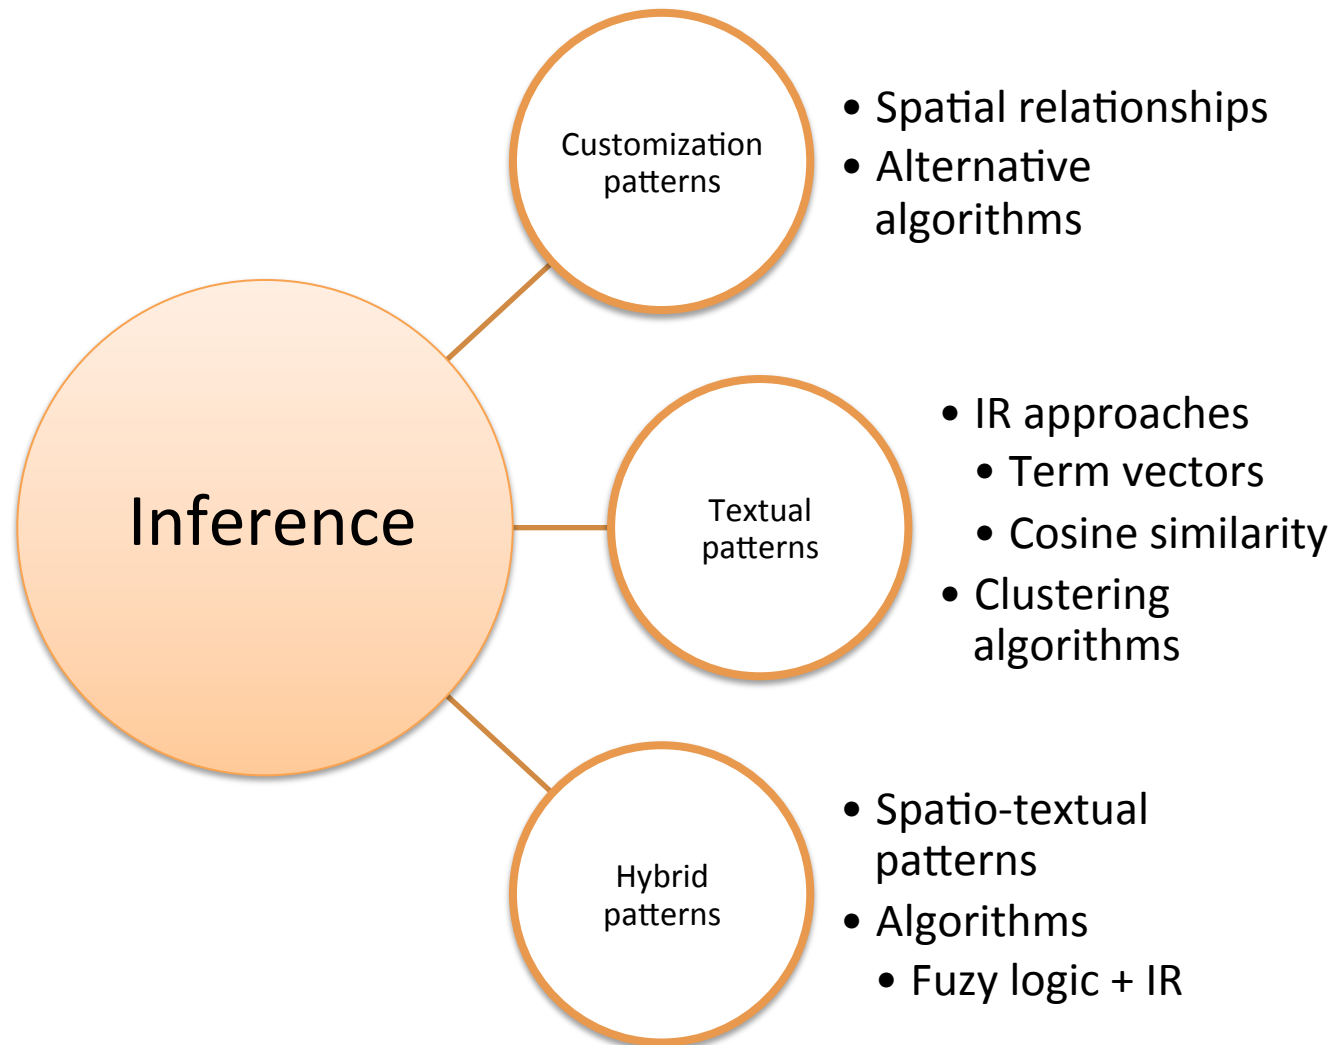 Customization
patterns
• Spatial relationships
• Alternative
algorithms
Inference
Textual
patterns
• IR approaches
• Term vectors
• Cosine similarity
• Clustering
algorithms
Hybrid
patterns
• Spatio-textual
patterns
• Algorithms
• Fuzy logic + IR